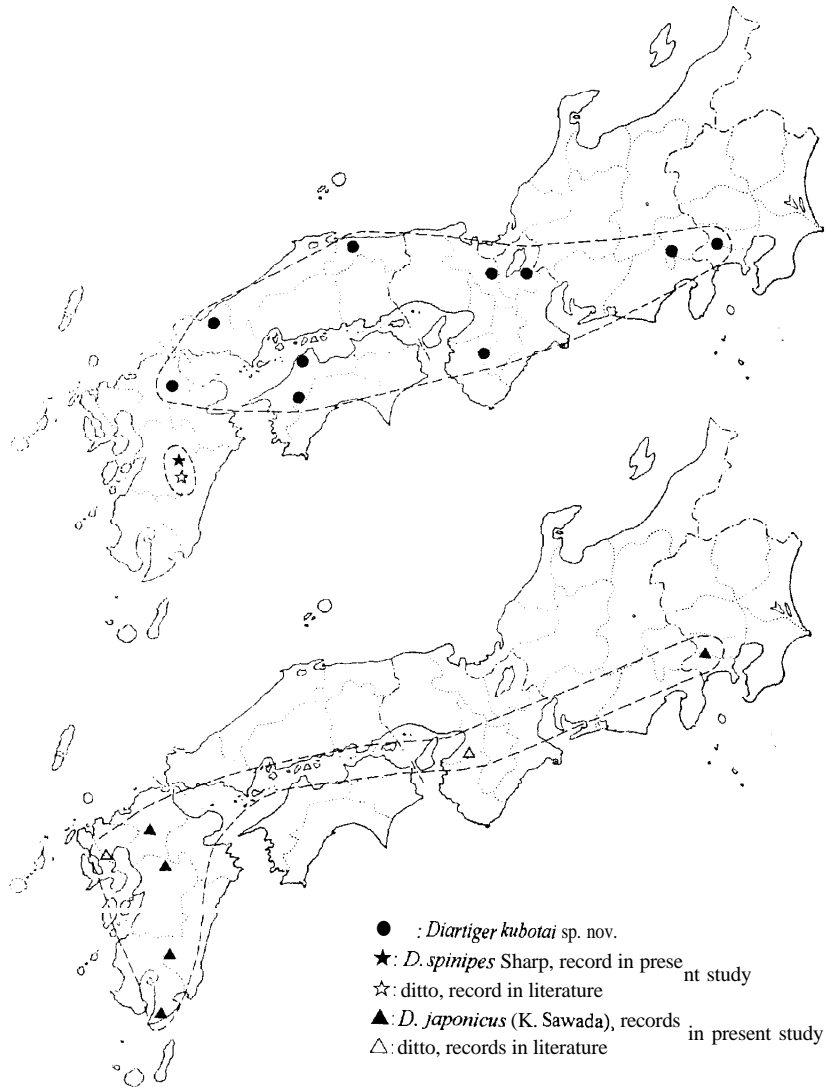 ● : Diartiger kubotai sp. nov.
★: D. spinipes Sharp, record in present study
☆: ditto, record in literature
▲: D. japonicus (K. Sawada), records in present study
△: ditto, records in literature